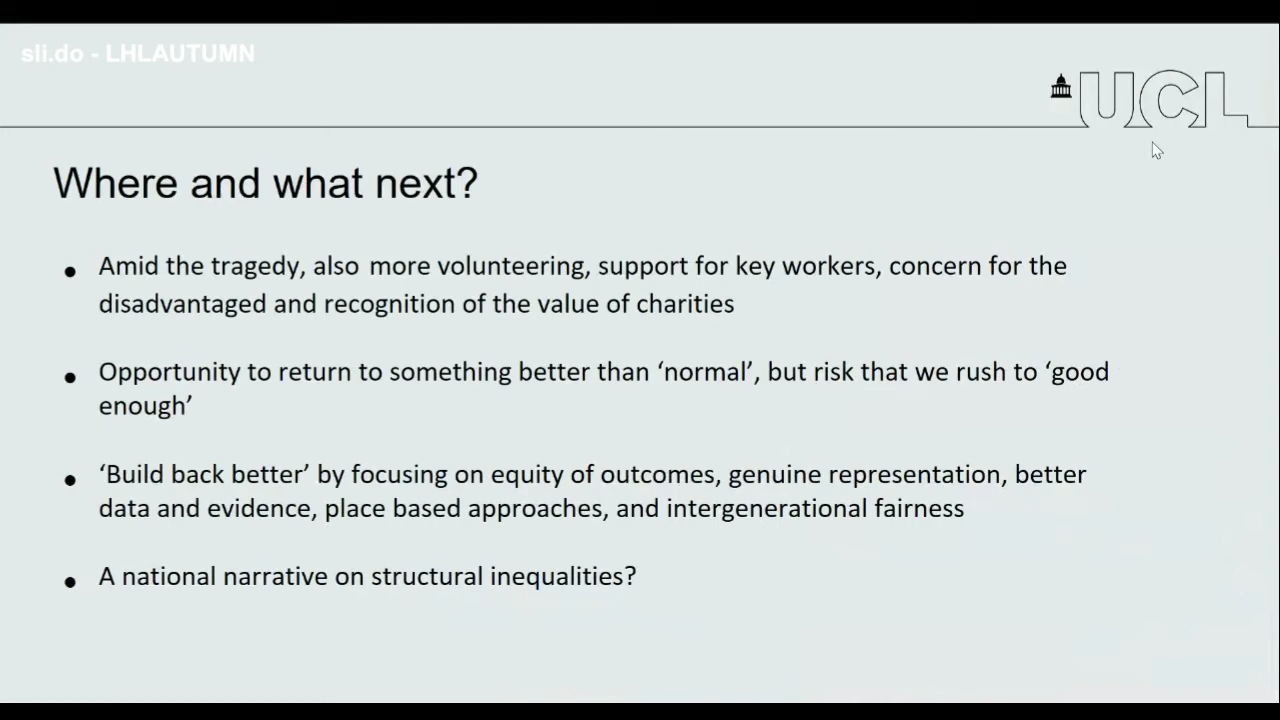 sli.do - LHLAUTUMN
UCL
Where and what next?
• Amid the tragedy, also more volunteering, support for key workers, concern for the
disadvantaged and recognition of the value of charities
• Opportunity to return to something better than ‘normal’, but risk that we rush to ‘good
enough’
• ‘Build back better’ by focusing on equity of outcomes, genuine representation, better
data and evidence, place based approaches, and intergenerational fairness
• A national narrative on structural inequalities?